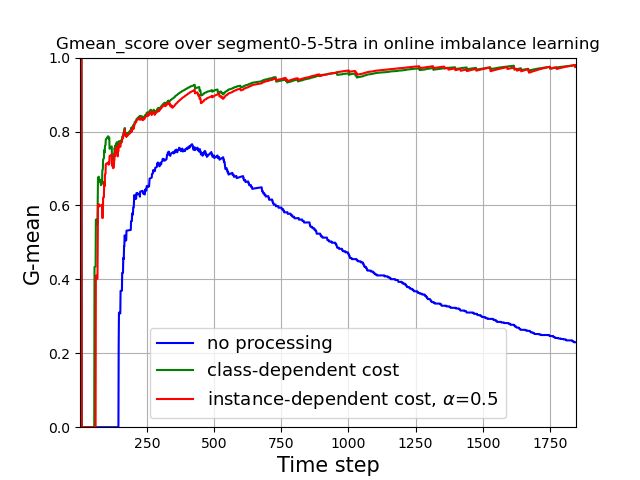 Gmean_score over segment0-5-5tra in online imbalance learning
1.0
0.8
0.6
0.4
0.2
0.0
G-mean
no processing
class-dependent cost
instance-dependent cost, α=0.5
250 500 750 1000 1250 1500 1750
Time step